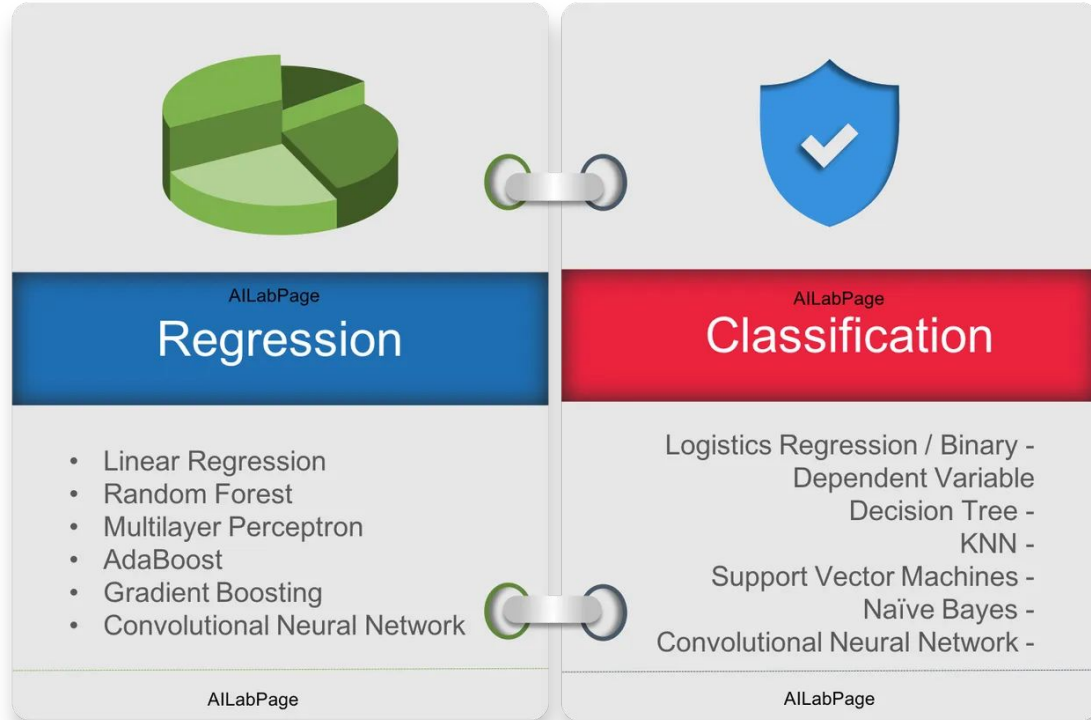 AILabPage
Regression
• Linear Regression
• Random Forest
• Multilayer Perceptron
• AdaBoost
• Gradient Boosting
• Convolutional Neural Network
AILabPage
AILabPage
Classification
Logistics Regression / Binary -
Dependent Variable
Decision Tree -
KNN -
Support Vector Machines -
Naïve Bayes -
Convolutional Neural Network -
AILabPage